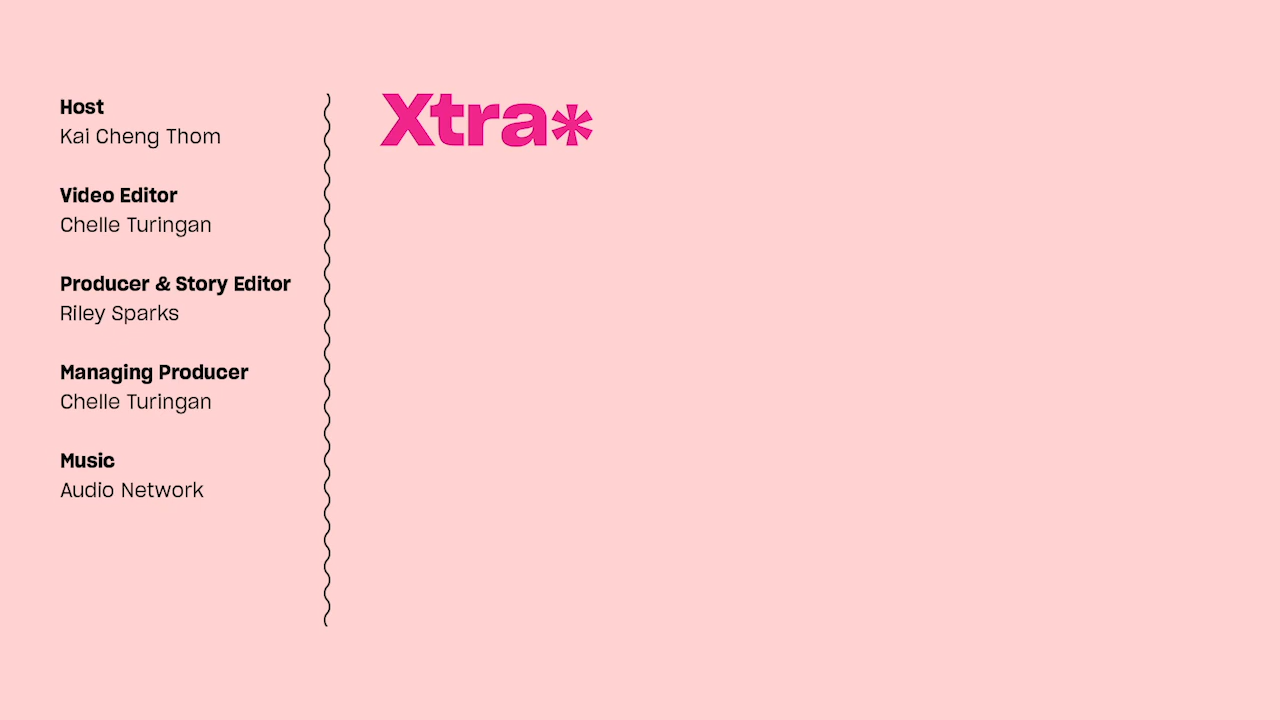 Host
Kai Cheng Thom
Video Editor
Chelle Turingan
Producer & Story Editor
Riley Sparks
Managing Producer
Chelle Turingan
Music
Audio Network
Xtra*